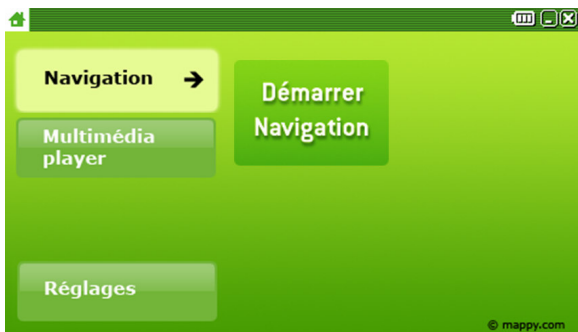 Navigation
Démarrer
Navigation
Multimédia
player
Réglages
© mappy.com